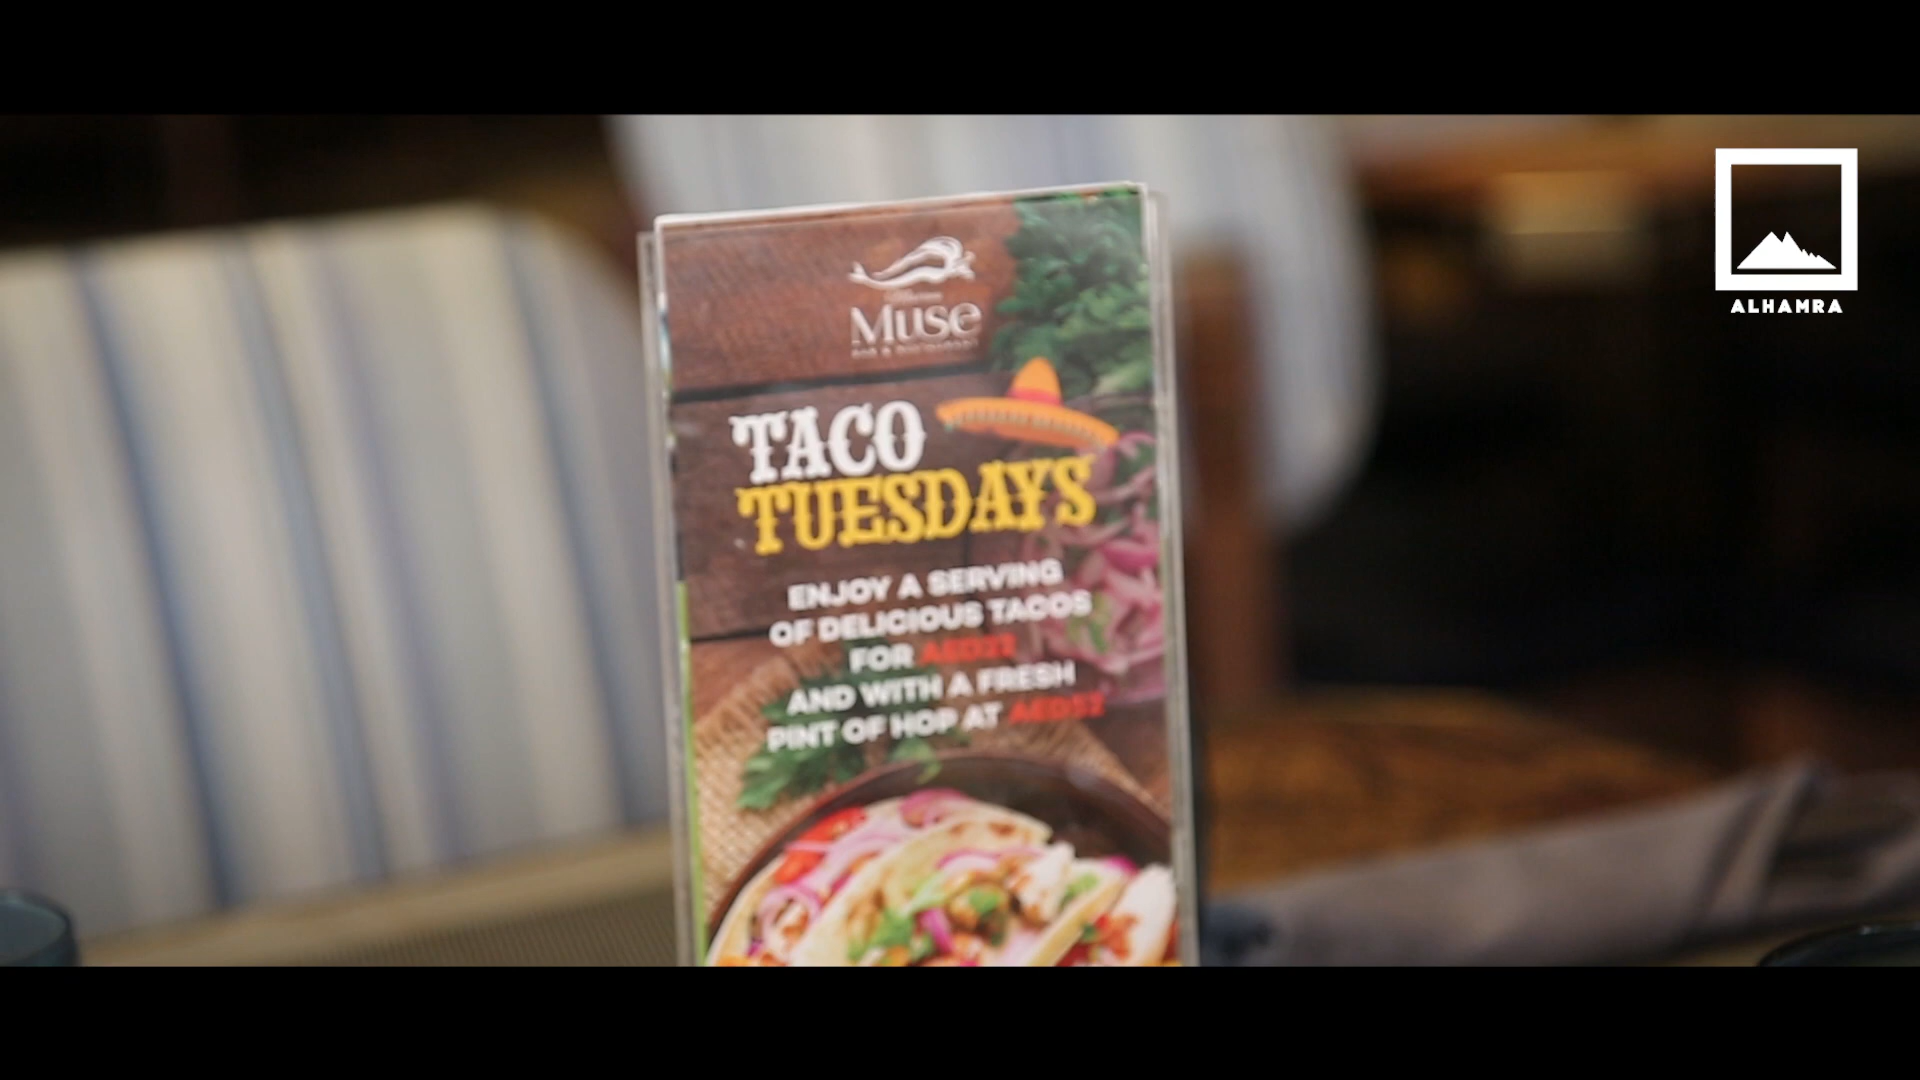 Muse
TACO
TUESDAYS
ENJOY A SERVING
OF DELICIOUS TACOS
FOR
AND WITH A FRESH
PINT OF HOP AT
ALHAMRA